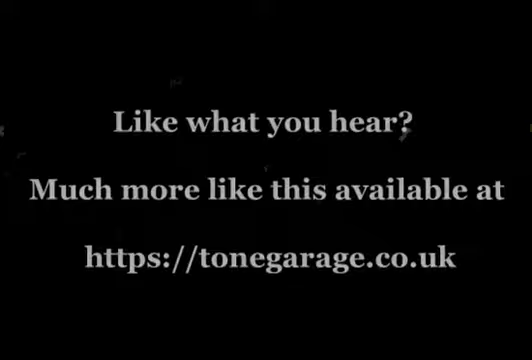 Like what you hear?
Much more like this available at
https://tonegarage.co.uk